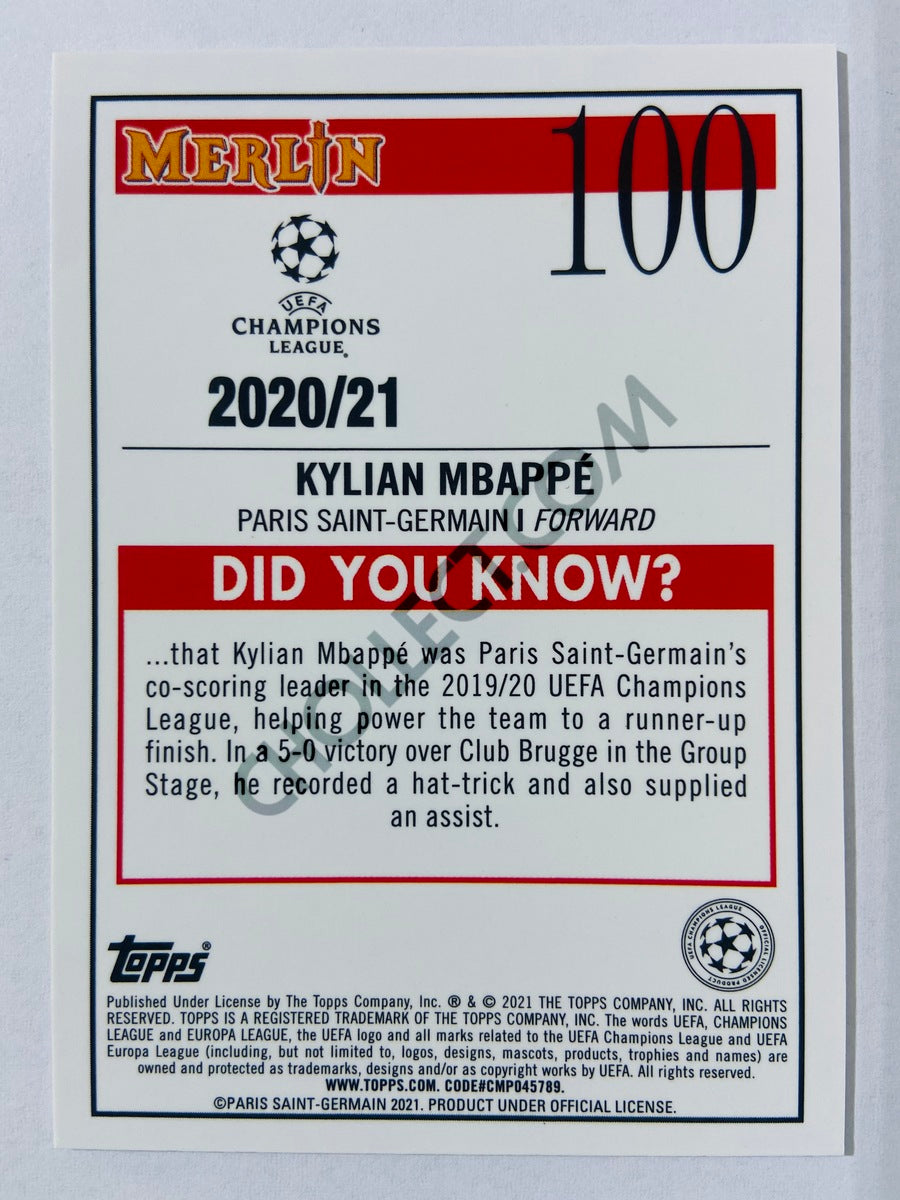 MERLIN
100
UEFA
CHAMPIONS
LEAGUE®
2020/21
KYLIAN MBAPPÉ
PARIS SAINT-GERMAIN | FORWARD
DID YOU KNOW?
...that Kylian Mbappé was Paris Saint-Germain's
co-scoring leader in the 2019/20 UEFA Champions
League, helping power the team to a runner-up
finish. In a 5-0 victory over Club Brugge in the Group
Stage, he recorded a hat-trick and also supplied
an assist.
CHOLLECT.COM
UEFA CHAMPIONS LEAGUE OFFICIAL LICENSED PRODUCT
Topps®
Published Under License by The Topps Company, Inc. ® & © 2021 THE TOPPS COMPANY, INC. ALL RIGHTS
RESERVED. TOPPS IS A REGISTERED TRADEMARK OF THE TOPPS COMPANY, INC. The words UEFA, CHAMPIONS
LEAGUE and EUROPA LEAGUE, the UEFA logo and all marks related to the UEFA Champions League and UEFA
Europa League (including, but not limited to, logos, designs, mascots, products, trophies and names) are
owned and protected as trademarks, designs and/or as copyright works by UEFA. All rights reserved.
WWW.TOPPS.COM. CODE#CMP045789.
©PARIS SAINT-GERMAIN 2021. PRODUCT UNDER OFFICIAL LICENSE.